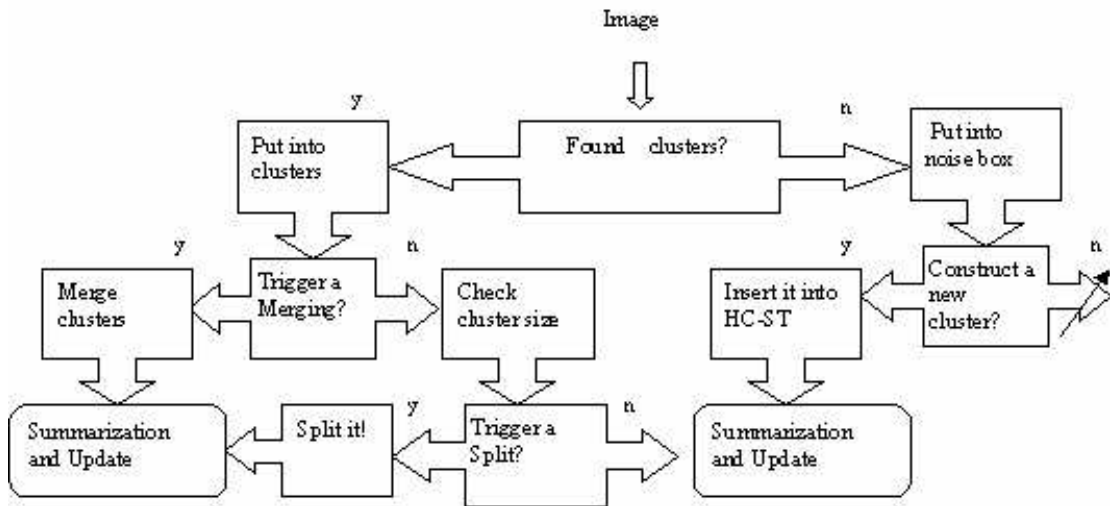 Image
y
n
Put into
clusters
Found clusters?
Put into
noise box
y
n
y
n
Merge
clusters
Trigger a
Merging?
Check
cluster size
Insert it into
HC-ST
Construct a
new
cluster?
Summarization
and Update
Split it!
y
Trigger a
Split?
n
Summarization
and Update